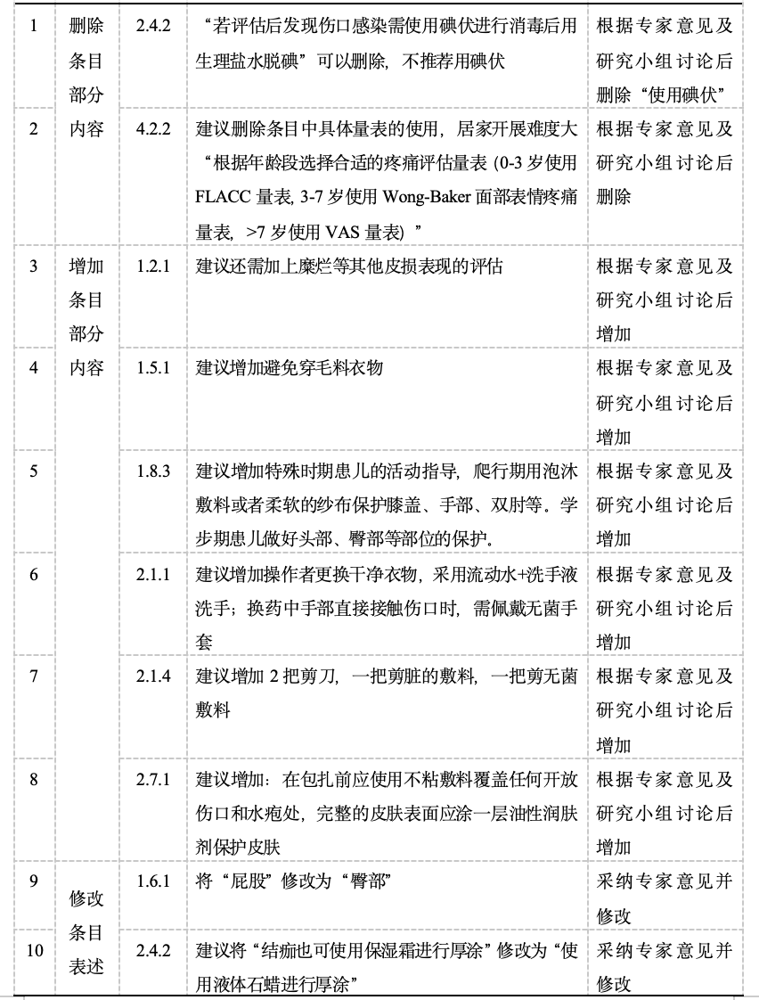 1 删除 2.4.2 “若评估后发现伤口感染需使用碘伏进行消毒后用 根据专家意见及
条目 生理盐水脱碘”可以删除，不推荐用碘伏 研究小组讨论后
部分 删除“使用碘伏”
2 内容 4.2.2 建议删除条目中具体量表的使用，居家开展难度大 根据专家意见及
“根据年龄段选择合适的疼痛评估量表（0-3 岁使用 研究小组讨论后
FLACC 量表，3-7 岁使用 Wong-Baker 面部表情疼痛 删除
量表，>7 岁使用 VAS 量表）”
3 增加 1.2.1 建议还需加上糜烂等其他皮损表现的评估 根据专家意见及
条目 研究小组讨论后
部分 增加
4 内容 1.5.1 建议增加避免穿毛料衣物 根据专家意见及
研究小组讨论后
增加
5 1.8.3 建议增加特殊时期患儿的活动指导，爬行期用泡沐 根据专家意见及
敷料或者柔软的纱布保护膝盖、手部、双肘等。学 研究小组讨论后
步期患儿做好头部、臀部等部位的保护。 增加
6 2.1.1 建议增加操作者更换干净衣物，采用流动水+洗手液 根据专家意见及
洗手；换药中手部直接接触伤口时，需佩戴无菌手 研究小组讨论后
套 增加
7 2.1.4 建议增加 2 把剪刀，一把剪脏的敷料，一把剪无菌 根据专家意见及
敷料 研究小组讨论后
增加
8 2.7.1 建议增加：在包扎前应使用不粘敷料覆盖任何开放 根据专家意见及
伤口和水疱处，完整的皮肤表面应涂一层油性润肤 研究小组讨论后
剂保护皮肤 增加
9 修改 1.6.1 将“屁股”修改为“臀部” 采纳专家意见并
条目 修改
10 表述 2.4.2 建议将“结痂也可使用保湿霜进行厚涂”修改为“使 采纳专家意见并
用液体石蜡进行厚涂” 修改